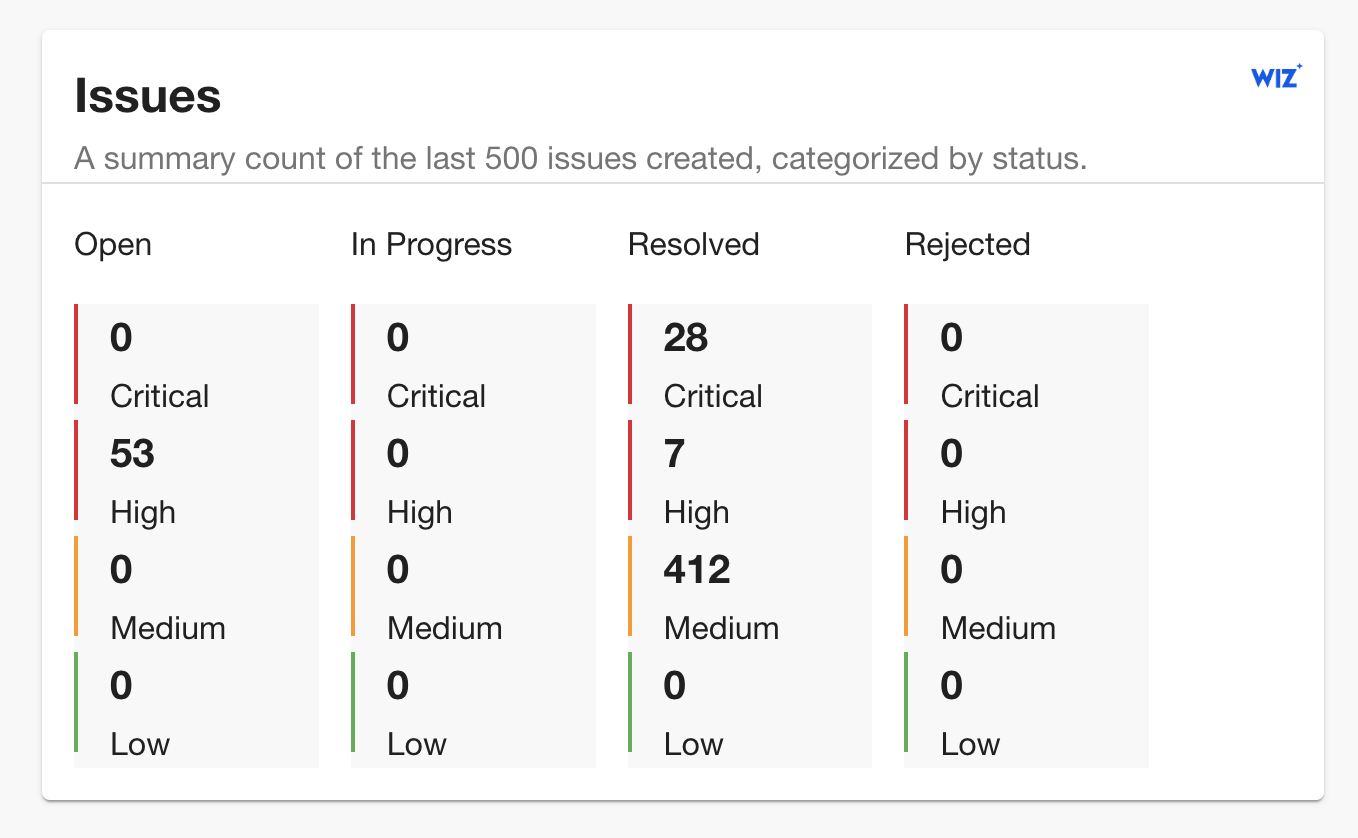 Issues
WIZ
A summary count of the last 500 issues created, categorized by status.
Open In Progress Resolved Rejected
0 0 28 0
Critical Critical Critical Critical
53 0 7 0
High High High High
0 0 412 0
Medium Medium Medium Medium
0 0 0 0
Low Low Low Low